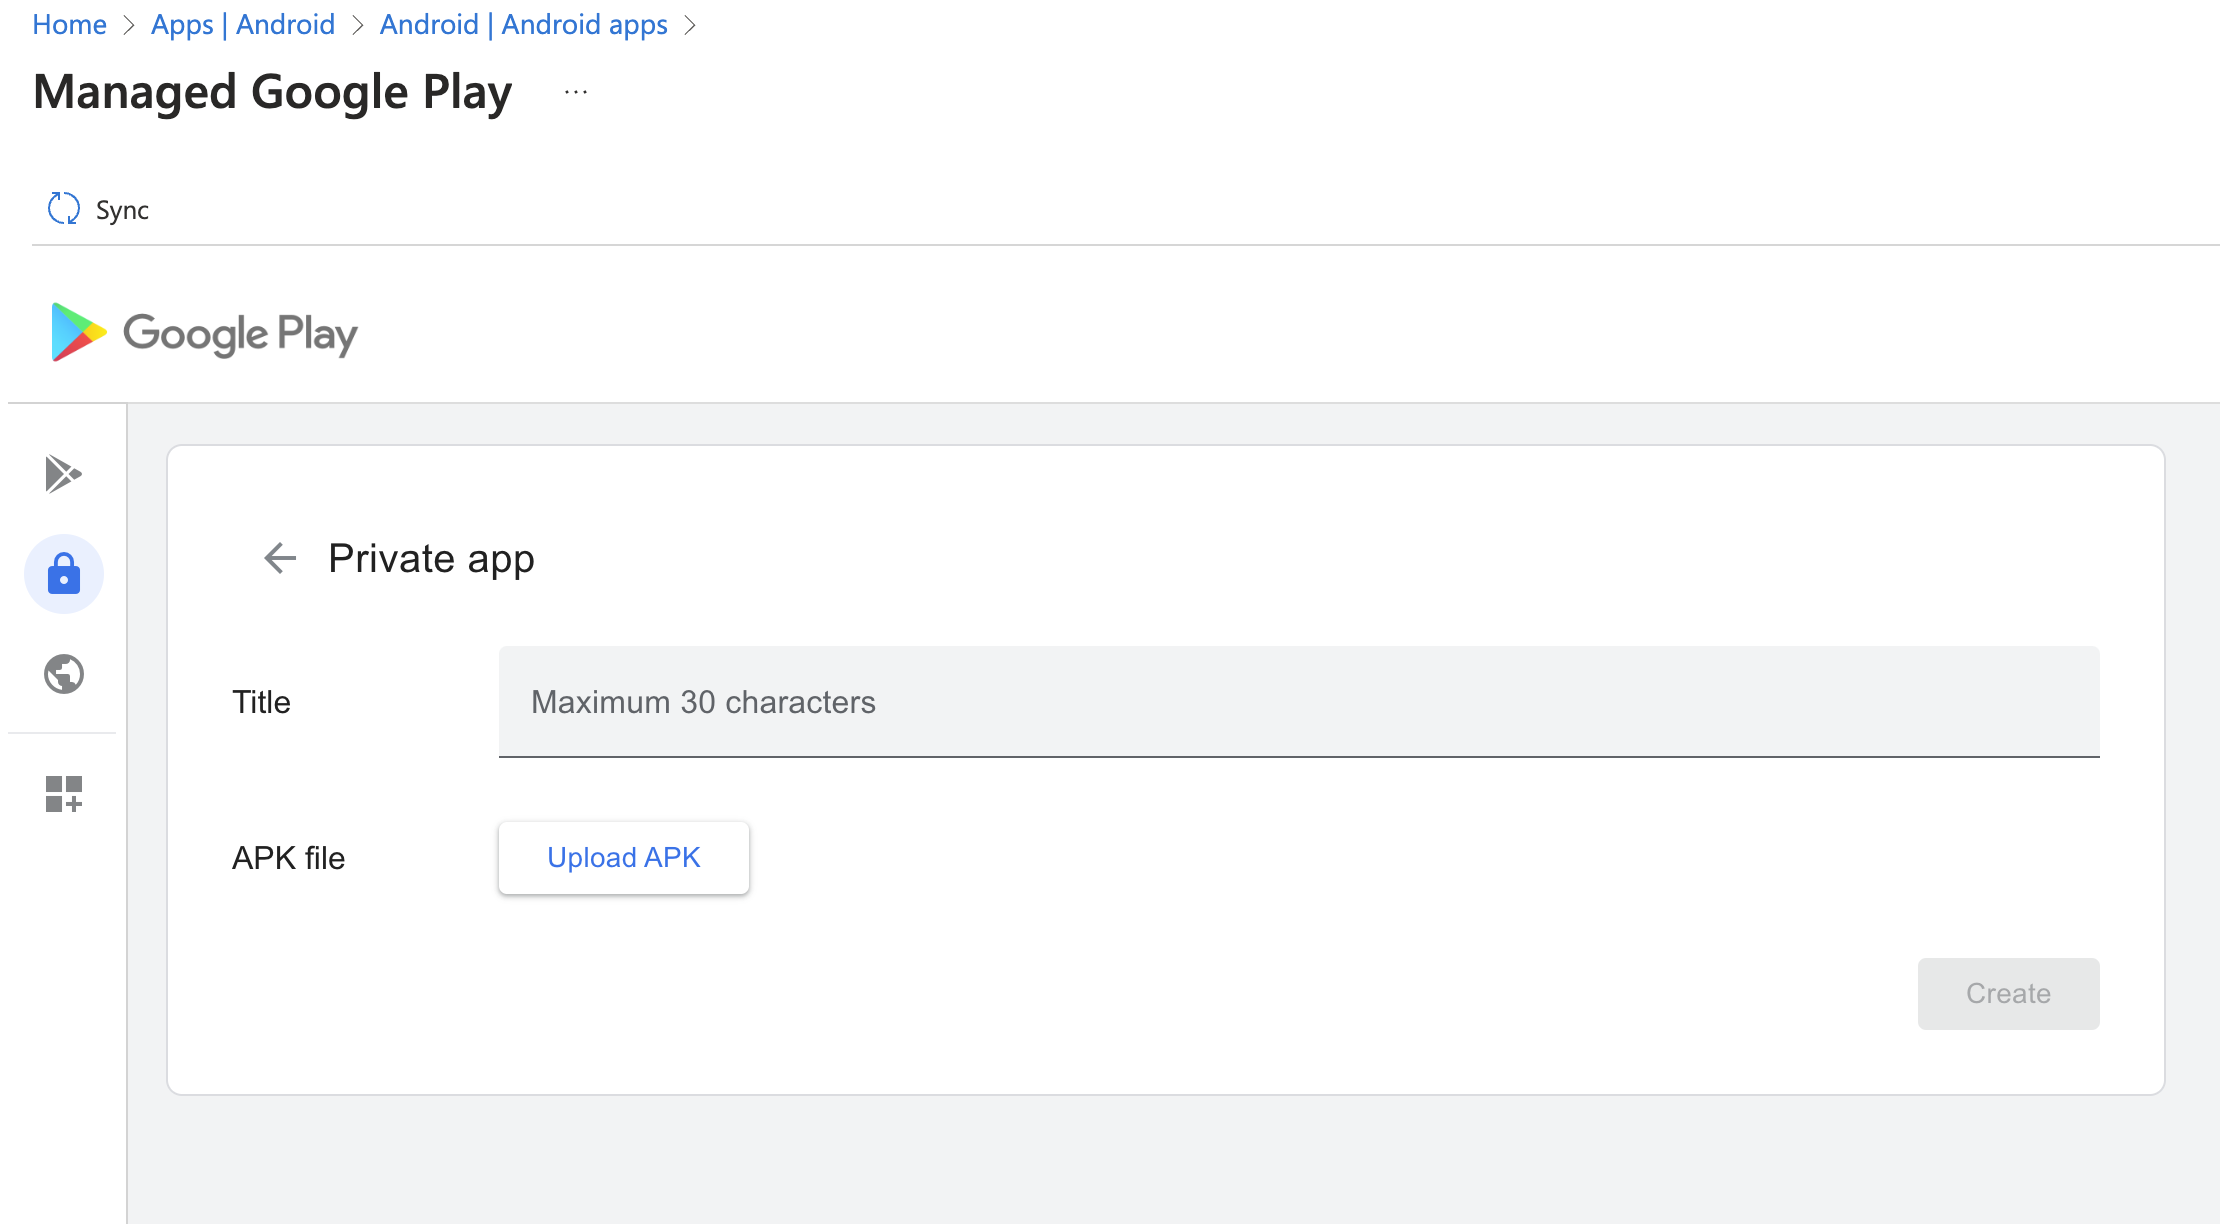 Home > Apps | Android > Android | Android apps >
Managed Google Play ...
Sync
Google Play
Private app
Title
Maximum 30 characters
APK file
Upload APK
Create